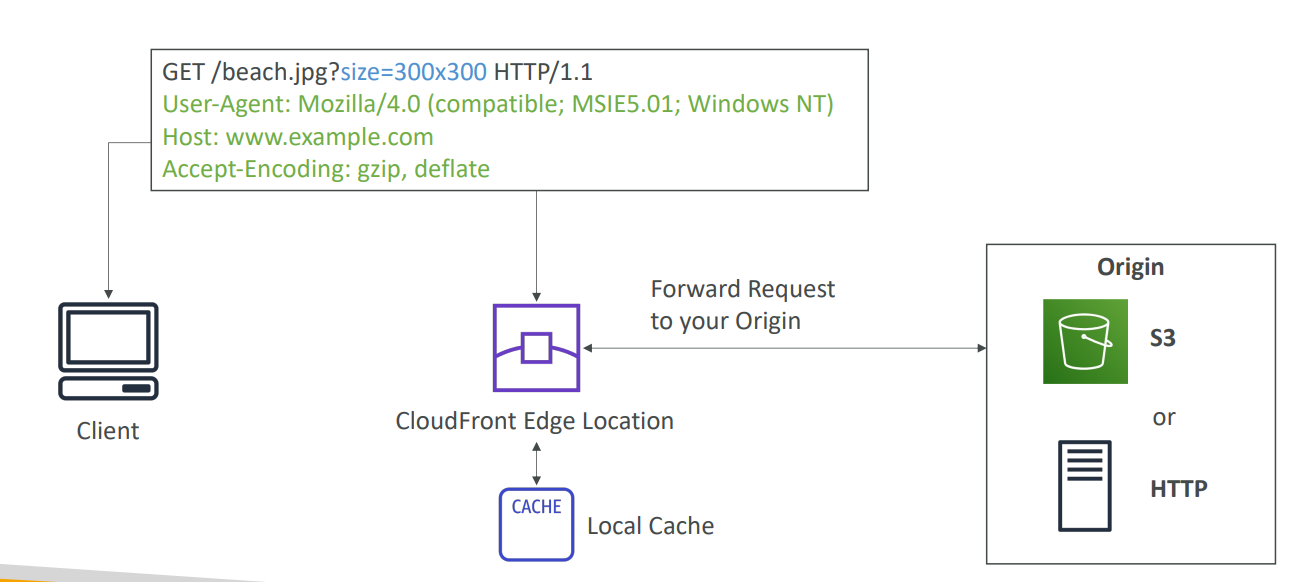 GET /beach.jpg?size=300x300 HTTP/1.1
User-Agent: Mozilla/4.0 (compatible; MSIE5.01; Windows NT)
Host: www.example.com
Accept-Encoding: gzip, deflate
Origin
Forward Request
to your Origin
S3
or
HTTP
Client
CloudFront Edge Location
CACHE
Local Cache